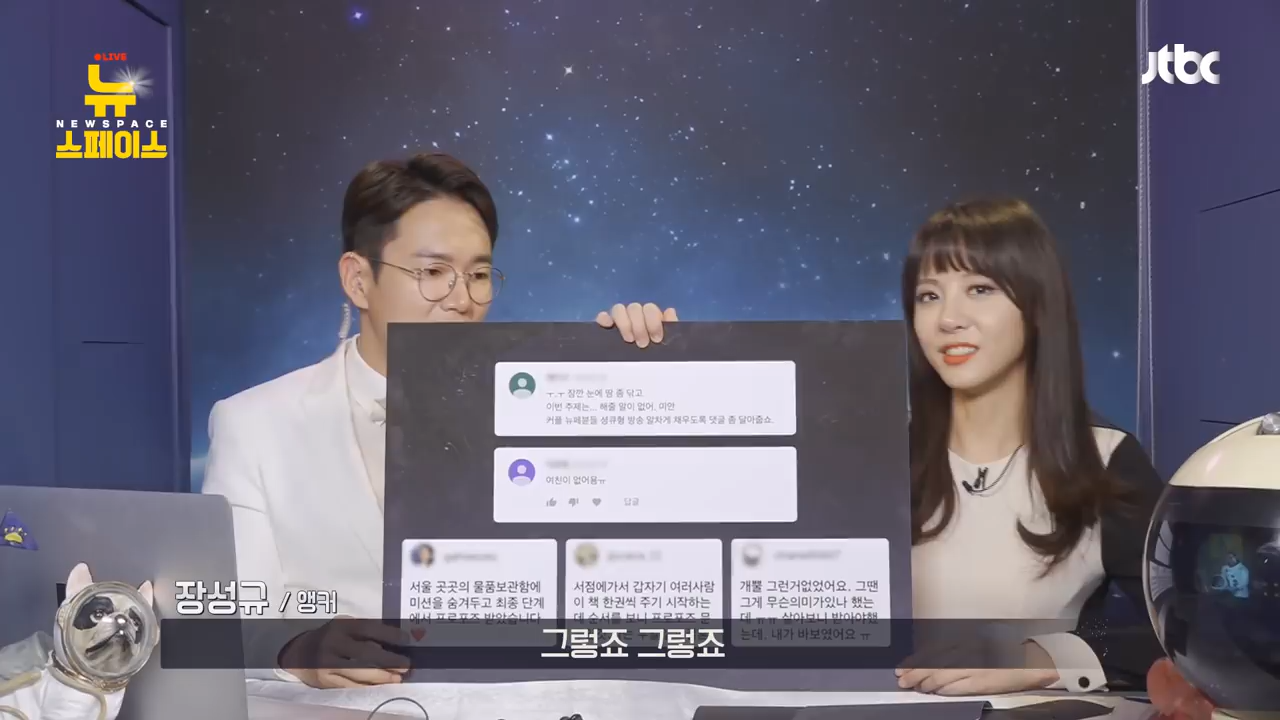 LIVE
뉴
NEWSPACE
스페이스
jtbc
ㅜ.ㅜ 잠깐 눈에 땀 좀 닦고
이번 주제는... 해줄 말이 없어. 미안
커플 뉴페분들 성큐형 방송 알차게 채우도록 댓글 좀 달아줍쇼.
여친이 없어용ㅠ
답글
서울 곳곳의 물품보관함에
미션을 숨겨두고 최종 단계
에서 프로포즈 받았습니다
서점에가서 갑자기 여러사람
이 책 한권씩 주기 시작하는
데 순서를 보니 프로포즈 문
개뿔 그런거없었어요. 그땐
그게 무슨의미가있나 했는
데 ㅠㅠ 살아보니 받아야했
는데. 내가 바보였어요 ㅠ
장성규 / 앵커
그렇죠 그렇죠